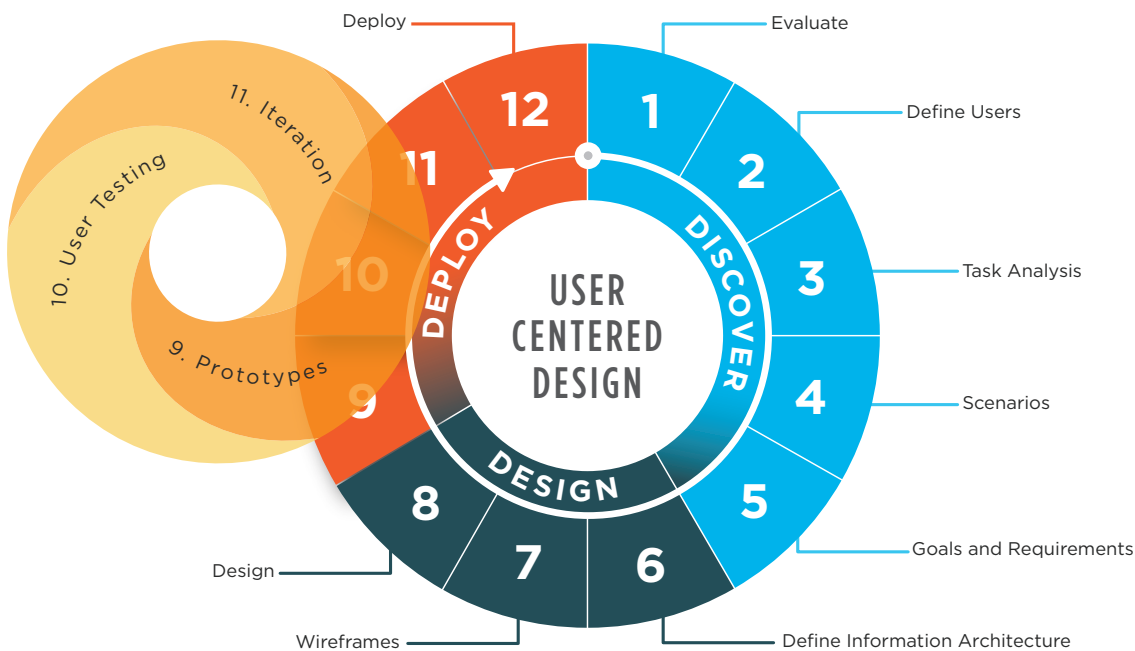 Deploy
Evaluate
Define Users
Task Analysis
Scenarios
Goals and Requirements
Define Information Architecture
Wireframes
Design
9. Prototypes
10. User Testing
11. Iteration
1
2
3
4
5
6
7
8
9
10
11
12
DISCOVER
DESIGN
DEPLOY
USER
CENTERED
DESIGN